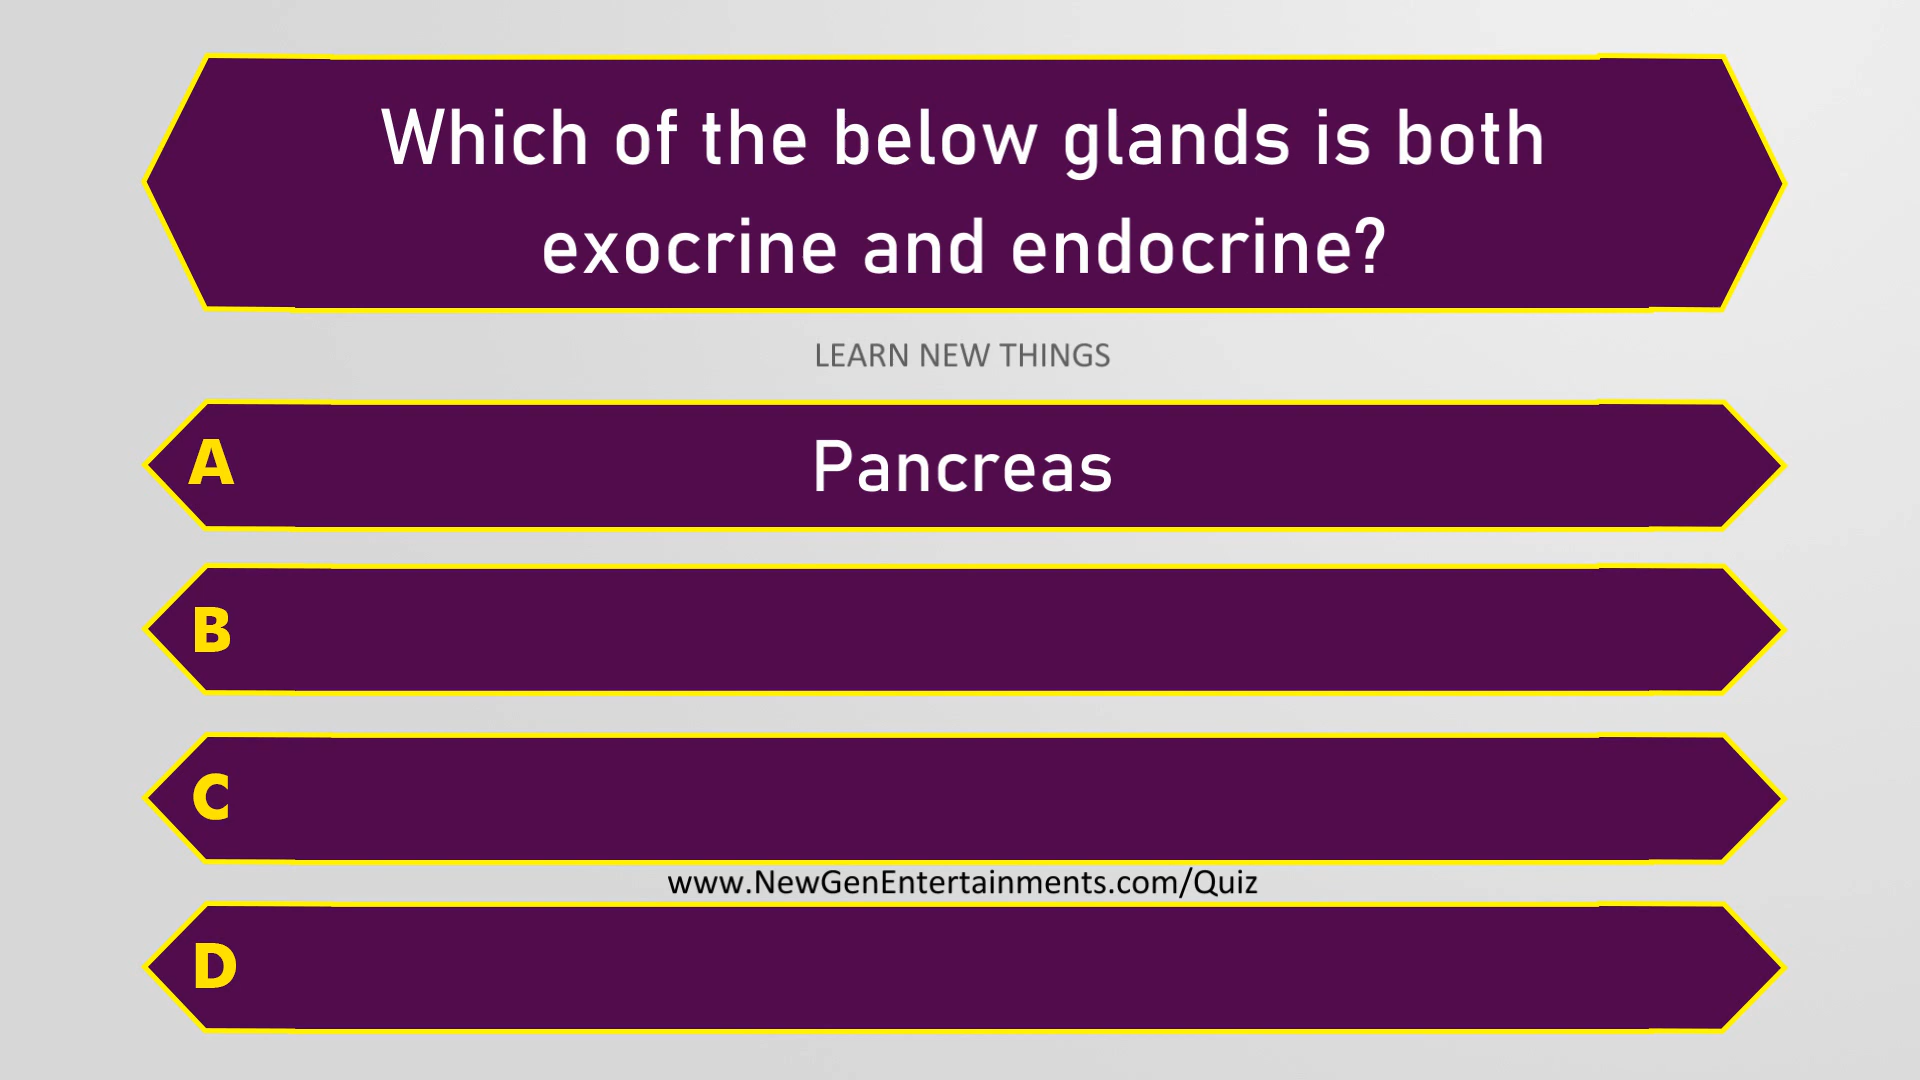 Which of the below glands is both
exocrine and endocrine?
LEARN NEW THINGS
A Pancreas
B
C
www.NewGenEntertainments.com/Quiz
D